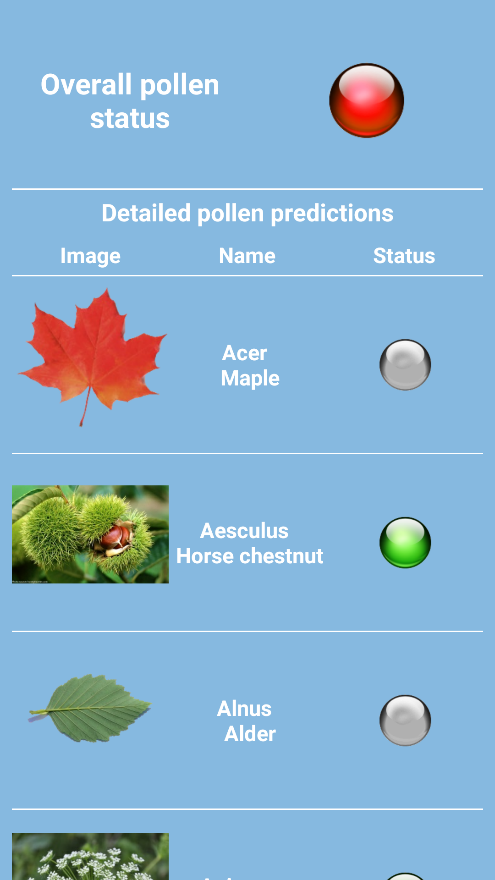 Overall pollen
status
Detailed pollen predictions
Image Name Status
Acer
Maple
Aesculus
Horse chestnut
Alnus
Alder